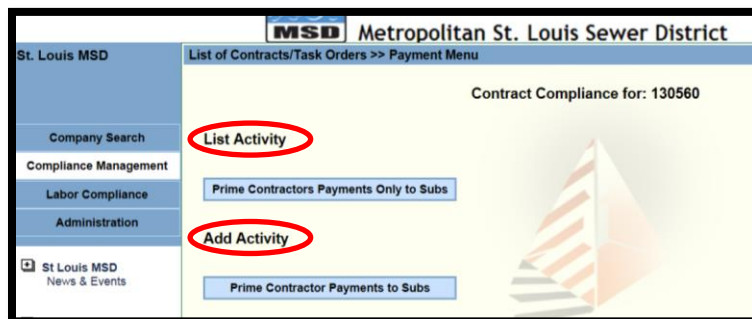 MSD Metropolitan St. Louis Sewer District
St. Louis MSD
List of Contracts/Task Orders >> Payment Menu
Contract Compliance for: 130560
Company Search
Compliance Management
Labor Compliance
Administration
St Louis MSD
News & Events
List Activity
Prime Contractors Payments Only to Subs
Add Activity
Prime Contractor Payments to Subs